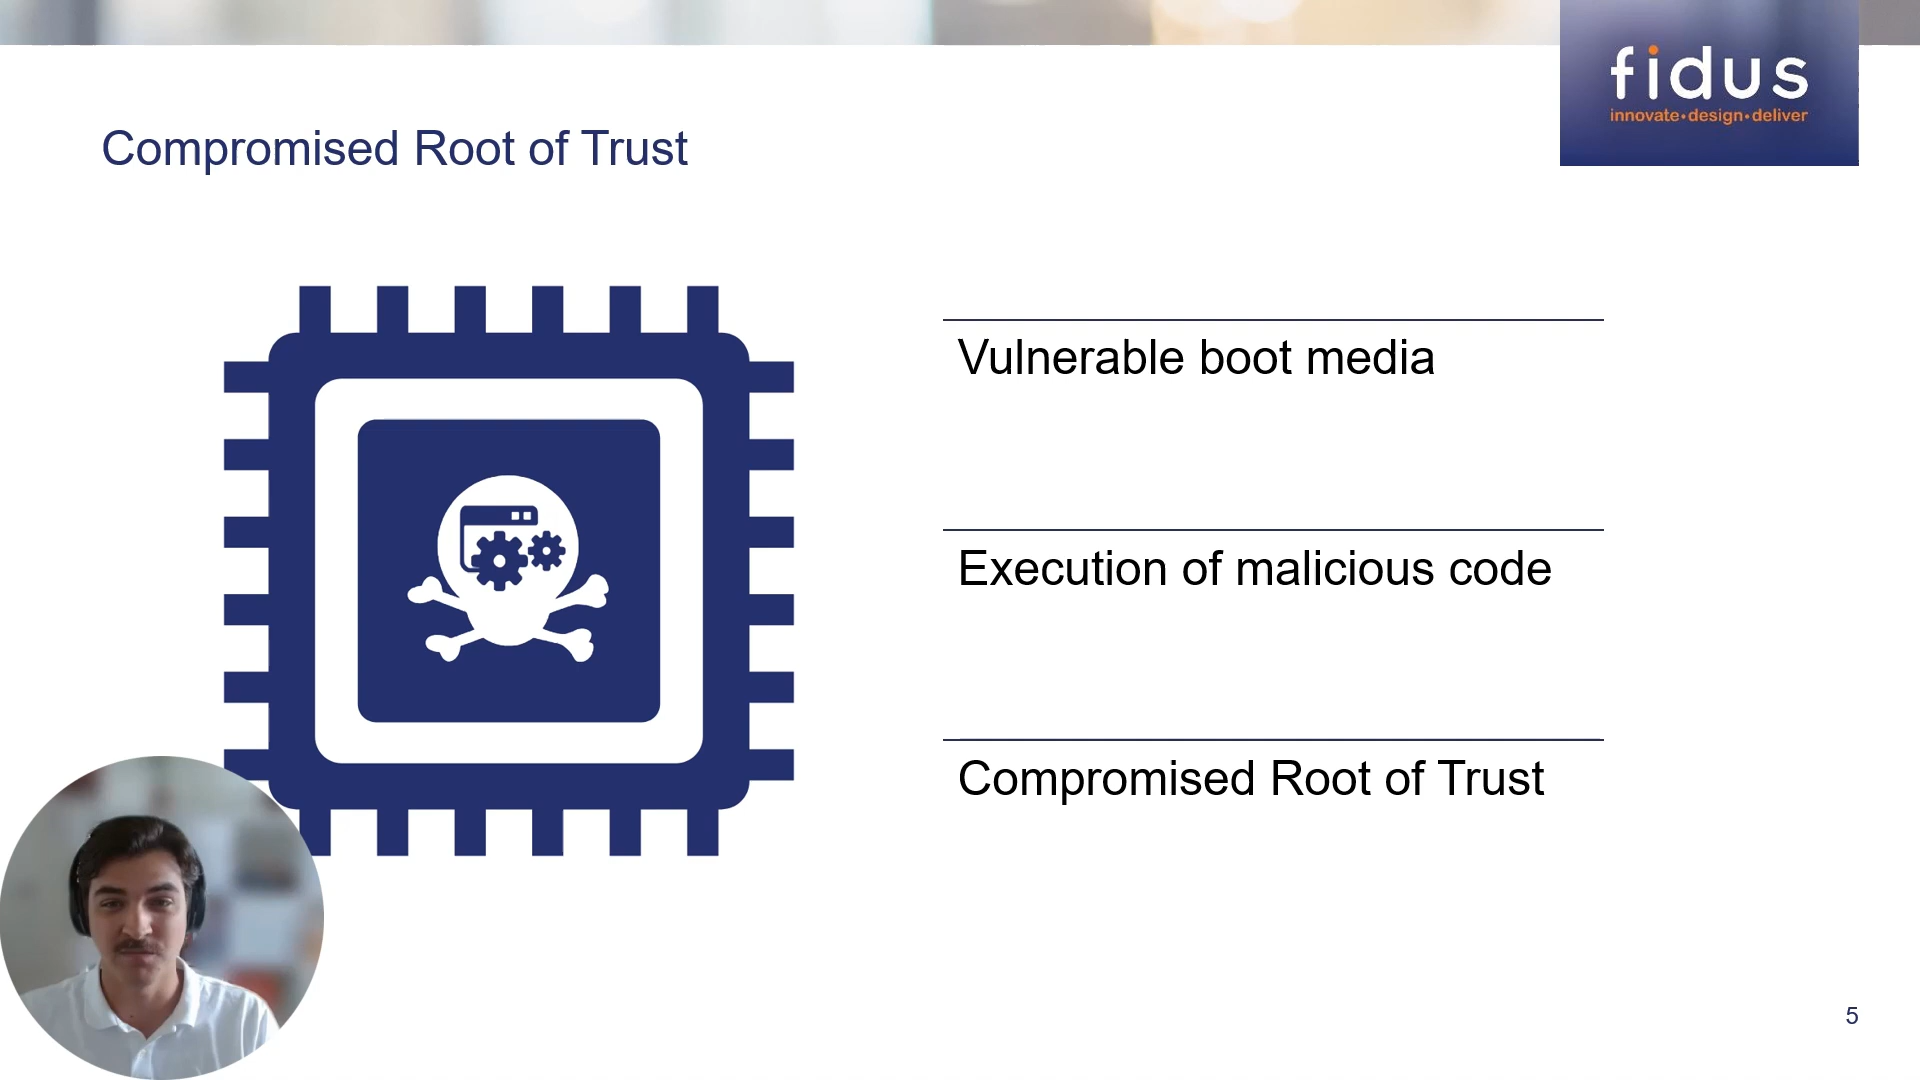 fidus
innovate•design•deliver
Compromised Root of Trust
Vulnerable boot media
Execution of malicious code
Compromised Root of Trust
5